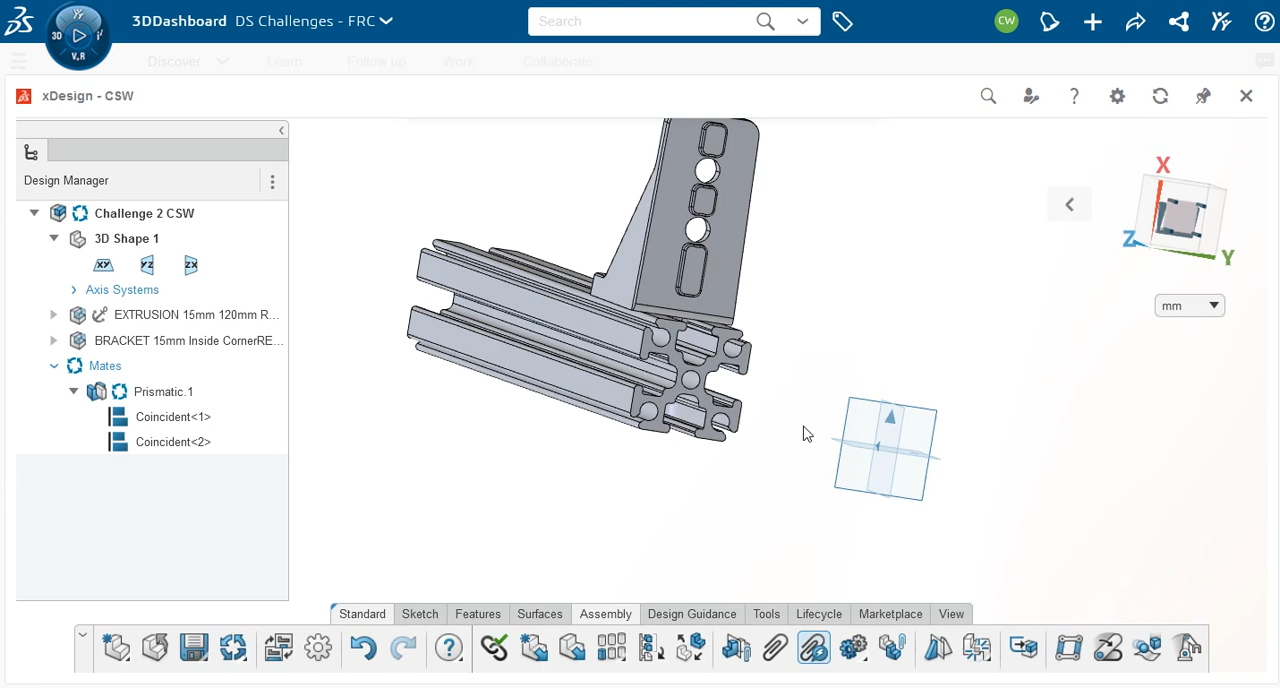 3DDashboard DS Challenges - FRC
Search
CW
3D
V.R
Discover
Learn
Follow up
Work
Collaborate
xDesign - CSW
Design Manager
Challenge 2 CSW
3D Shape 1
XY YZ ZX
Axis Systems
EXTRUSION 15mm 120mm R...
BRACKET 15mm Inside CornerRE...
Mates
Prismatic.1
Coincident<1>
Coincident<2>
X
Z
Y
mm
Standard Sketch Features Surfaces Assembly Design Guidance Tools Lifecycle Marketplace View